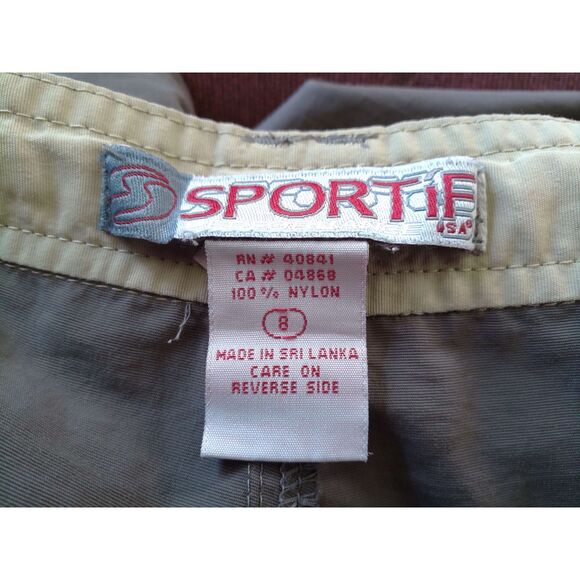 SPORTiF
USA®
RN# 40841
CA# 04868
100% NYLON
8
MADE IN SRI LANKA
CARE ON
REVERSE SIDE